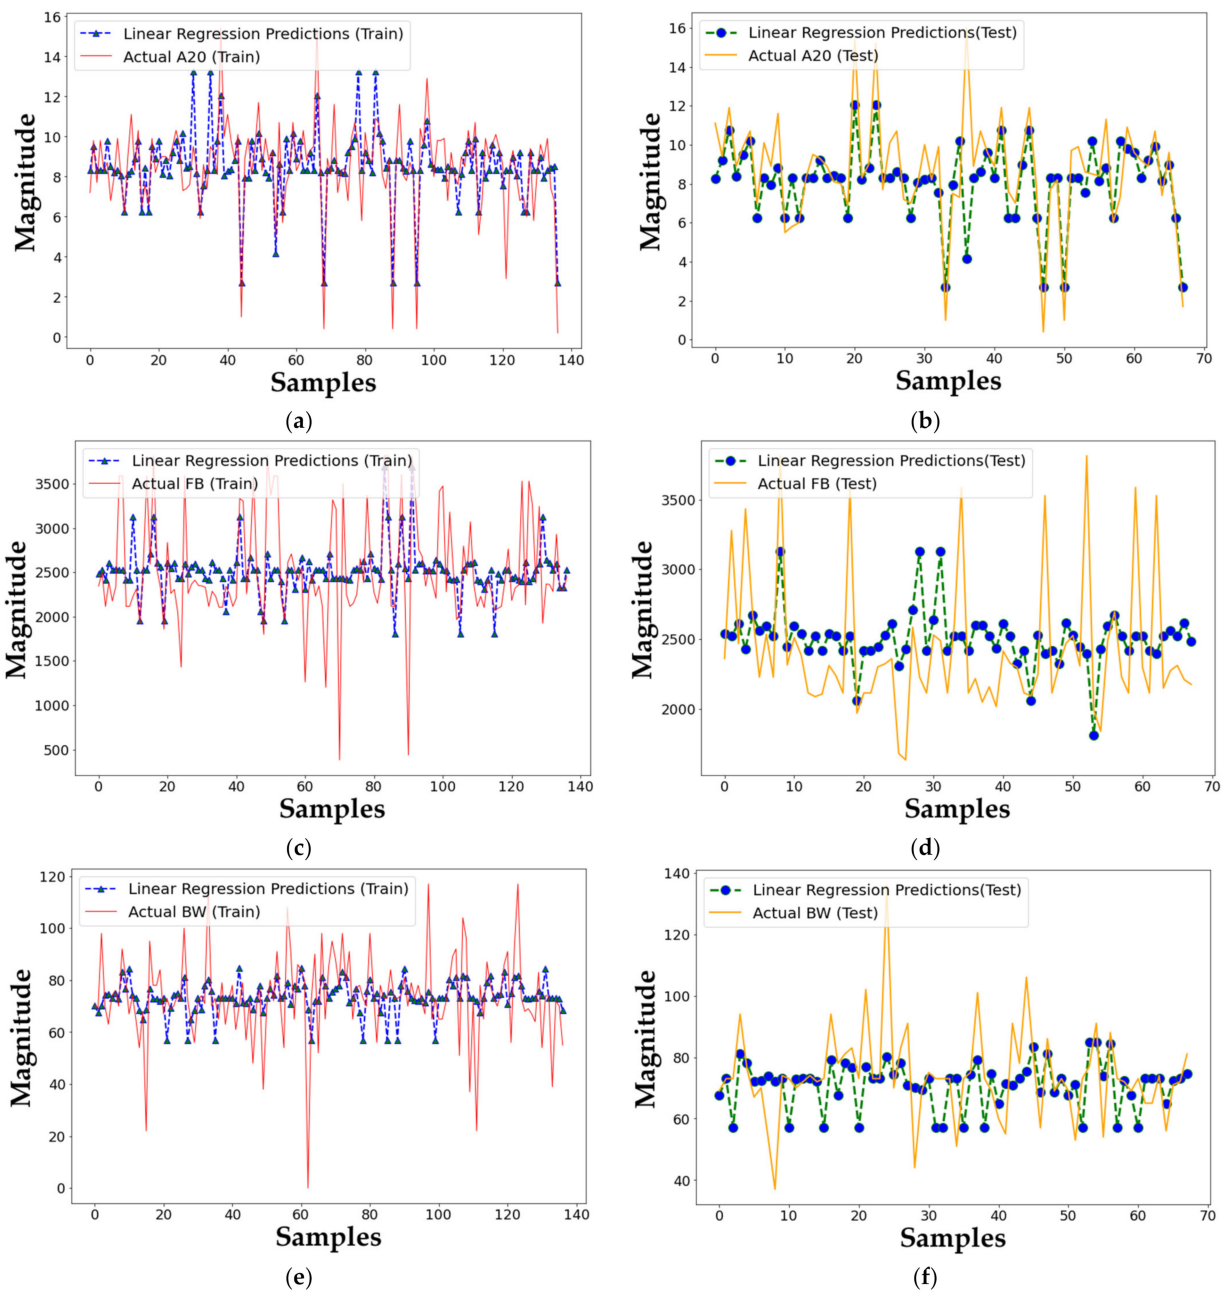 Linear Regression Predictions (Train)
Actual A20 (Train)
16
14
12
10
8
6
4
2
0
Magnitude
0 20 40 60 80 100 120 140
Samples
(a)
Linear Regression Predictions(Test)
Actual A20 (Test)
16
14
12
10
8
6
4
2
0
Magnitude
0 10 20 30 40 50 60 70
Samples
(b)
Linear Regression Predictions (Train)
Actual FB (Train)
3500
3000
2500
2000
1500
1000
500
Magnitude
0 20 40 60 80 100 120 140
Samples
(c)
Linear Regression Predictions(Test)
Actual FB (Test)
3500
3000
2500
2000
Magnitude
0 10 20 30 40 50 60 70
Samples
(d)
Linear Regression Predictions (Train)
Actual BW (Train)
120
100
80
60
40
20
0
Magnitude
0 20 40 60 80 100 120 140
Samples
(e)
Linear Regression Predictions(Test)
Actual BW (Test)
140
120
100
80
60
40
Magnitude
0 10 20 30 40 50 60 70
Samples
(f)